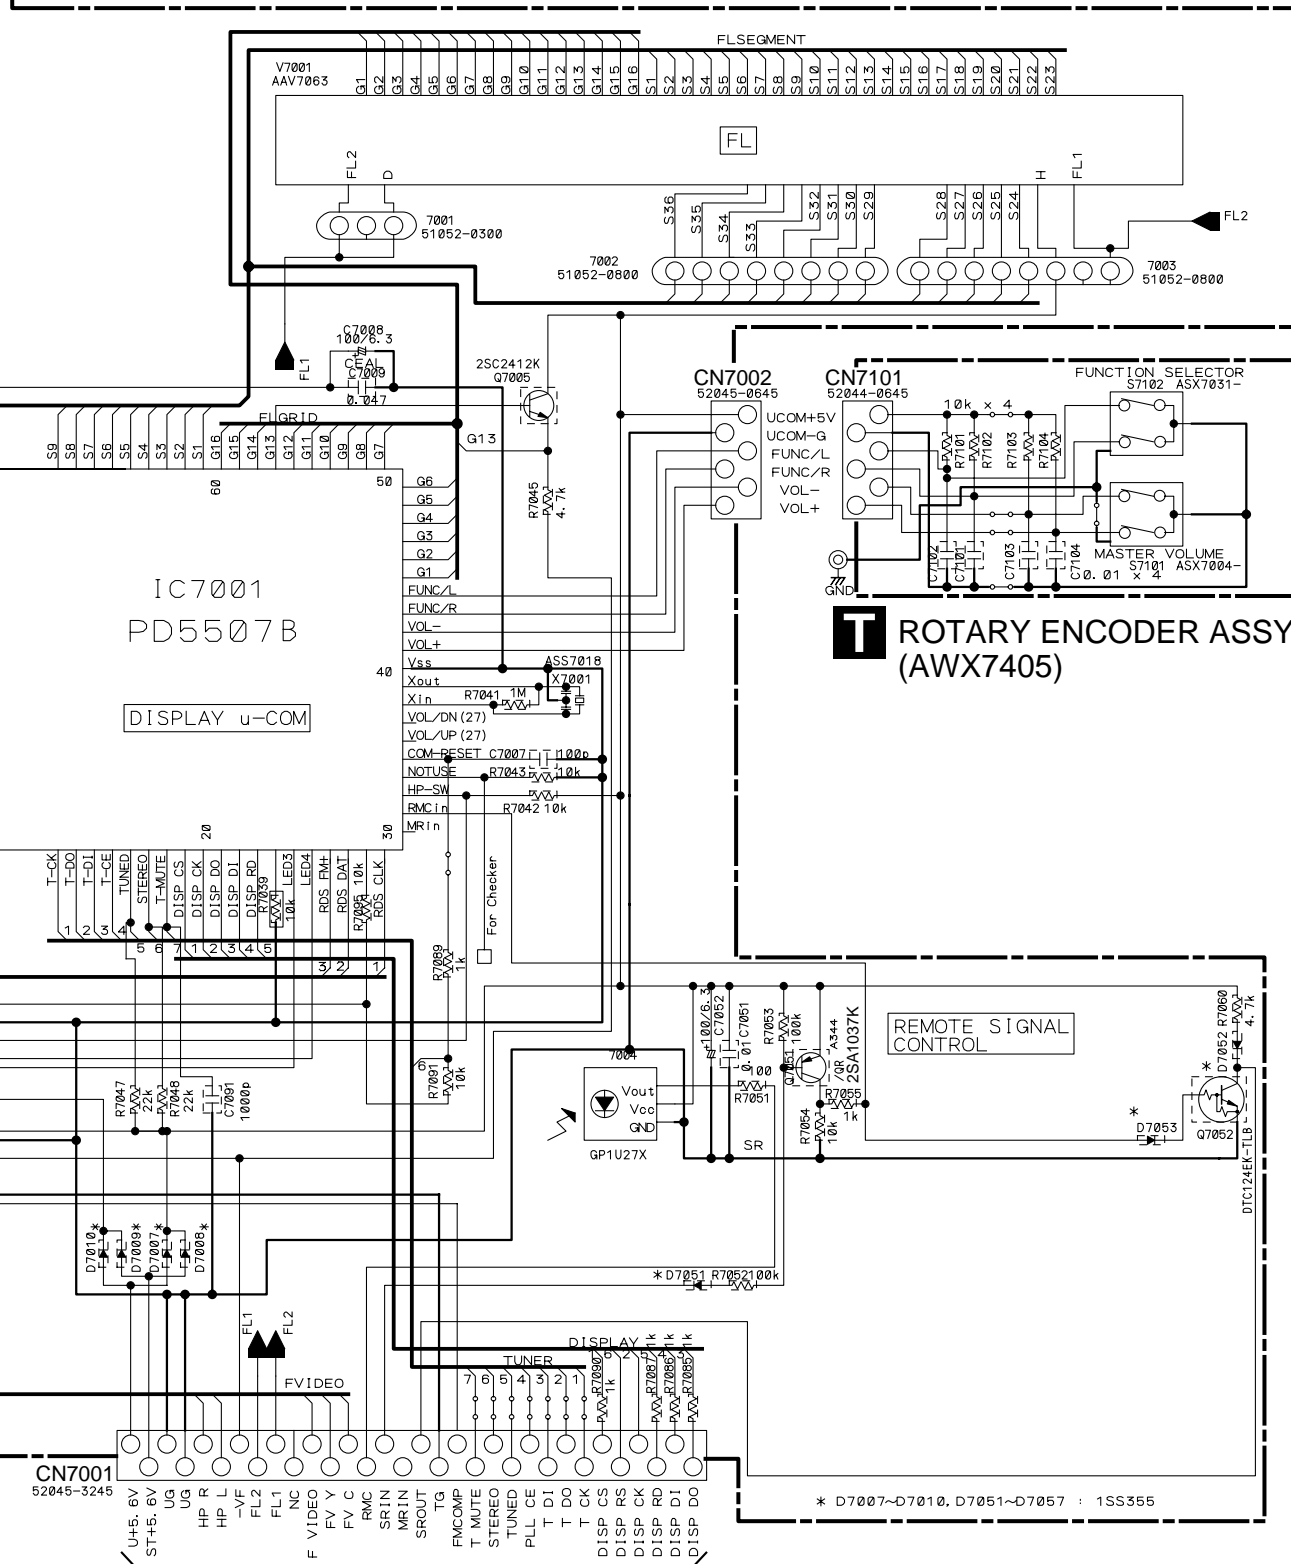 FLSEGMENT
V7001
AAV7063
G1
G2
G3
G4
G5
G6
G7
G8
G9
G10
G11
G12
G13
G14
G15
G16
S1
S2
S3
S4
S5
S6
S7
S8
S9
S10
S11
S12
S13
S14
S15
S16
S17
S18
S19
S20
S21
S22
S23
FL
FL2
D
H
FL1
S36
S35
S34
S33
S32
S31
S30
S29
S28
S27
S26
S25
S24
7001
51052-0300
FL2
7002
51052-0800
7003
51052-0800
FL1
C7008
100/6.3
CEAL
C7009
0.047
2SC2412K
Q7005
FLGRID
G13
S9
S8
S7
S6
S5
S4
S3
S2
S1
G16
G15
G14
G13
G12
G11
G10
G9
G8
G7
60
50
G6
G5
G4
G3
G2
G1
R7045
4.7k
CN7002
52045-0645
CN7101
52044-0645
UCOM+5V
UCOM-G
FUNC/L
FUNC/R
VOL-
VOL+
FUNCTION SELECTOR
S7102 ASX7031-
10k × 4
R7101
R7102
R7103
R7104
C7102
C7101
C7103
C7104
MASTER VOLUME
S7101 ASX7004-
0.01 × 4
GND
T ROTARY ENCODER ASSY
(AWX7405)
IC7001
PD5507B
DISPLAY u-COM
FUNC/L
FUNC/R
VOL-
VOL+
Vss
40
Xout
Xin
VOL/DN(27)
VOL/UP(27)
COM-RESET
NOTUSE
HP-SW
RMCin
MRin
ASS7018
X7001
R7041 1M
C7007 100p
R7043 10k
R7042 10k
20
30
T-CK
T-DO
T-DI
T-CE
TUNED
STEREO
T-MUTE
DISP CS
DISP CK
DISP DO
DISP DI
DISP RD
R7039
10k
LED3
LED4
RDS FM+
RDS DAT
R7095 10k
RDS CLK
For Checker
1 2 3 4 5 6 7 1 2 3 4 5
3 2 1
R7089
1k
6
R7091
10k
R7047
22k
R7048
22k
C7091
1000p
7004
Vout
Vcc
GND
GP1U27X
100/6.3
C7052
0.01 C7051
R7053
100k
Q7051
A344
/QR
2SA1037K
100
R7051
R7055
1k
R7054
10k
SR
REMOTE SIGNAL
CONTROL
R7060
4.7k
D7052
*
* D7053
Q7052
DTC124EK-TLB
D7010*
D7009*
D7007*
D7008*
* D7051 R7052 100k
FL1
FL2
DISPLAY
TUNER
FVIDEO
7 6 5 4 3 2 1
6 2 5 4 3
R7090
1k
R7087
1k
R7086
1k
R7085
1k
CN7001
52045-3245
U+5.6V
ST+5.6V
UG
UG
HP R
HP L
-VF
FL2
FL1
NC
F VIDEO
FV Y
FV C
RMC
SRIN
MRIN
SROUT
TG
FMCOMP
T MUTE
STEREO
TUNED
PLL CE
T DI
T DO
T CK
DISP CS
DISP RS
DISP CK
DISP RD
DISP DI
DISP DO
* D7007~D7010, D7051~D7057 : 1SS355